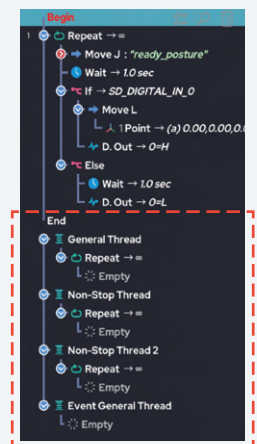 Begin
1 Repeat → ∞
Move J : "ready_posture"
Wait → 1.0 sec
If → SD_DIGITAL_IN_0
Move L
1 Point → (a) 0.00,0.00,0.0
D. Out → 0=H
Else
Wait → 1.0 sec
D. Out → 0=L
End
General Thread
Repeat → ∞
Empty
Non-Stop Thread
Repeat → ∞
Empty
Non-Stop Thread 2
Repeat → ∞
Empty
Event General Thread
Empty